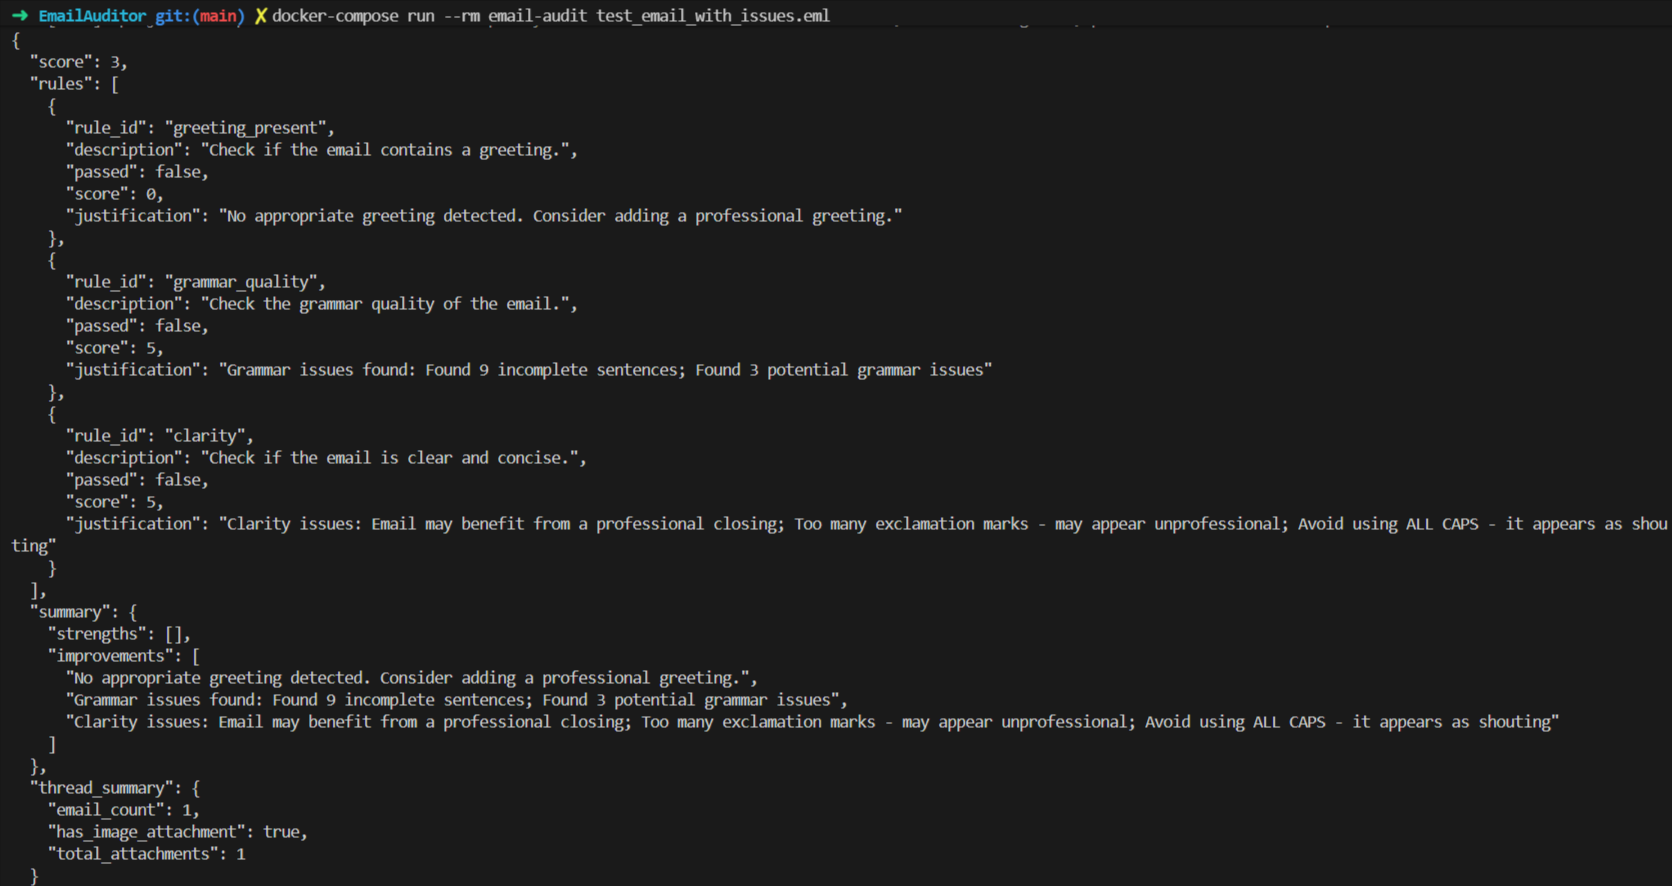 ➜ EmailAuditor git:(main) ✗ docker-compose run --rm email-audit test_email_with_issues.eml
{
  "score": 3,
  "rules": [
    {
      "rule_id": "greeting_present",
      "description": "Check if the email contains a greeting.",
      "passed": false,
      "score": 0,
      "justification": "No appropriate greeting detected. Consider adding a professional greeting."
    },
    {
      "rule_id": "grammar_quality",
      "description": "Check the grammar quality of the email.",
      "passed": false,
      "score": 5,
      "justification": "Grammar issues found: Found 9 incomplete sentences; Found 3 potential grammar issues"
    },
    {
      "rule_id": "clarity",
      "description": "Check if the email is clear and concise.",
      "passed": false,
      "score": 5,
      "justification": "Clarity issues: Email may benefit from a professional closing; Too many exclamation marks - may appear unprofessional; Avoid using ALL CAPS - it appears as shou
ting"
    }
  ],
  "summary": {
    "strengths": [],
    "improvements": [
      "No appropriate greeting detected. Consider adding a professional greeting.",
      "Grammar issues found: Found 9 incomplete sentences; Found 3 potential grammar issues",
      "Clarity issues: Email may benefit from a professional closing; Too many exclamation marks - may appear unprofessional; Avoid using ALL CAPS - it appears as shouting"
    ]
  },
  "thread_summary": {
    "email_count": 1,
    "has_image_attachment": true,
    "total_attachments": 1
  }